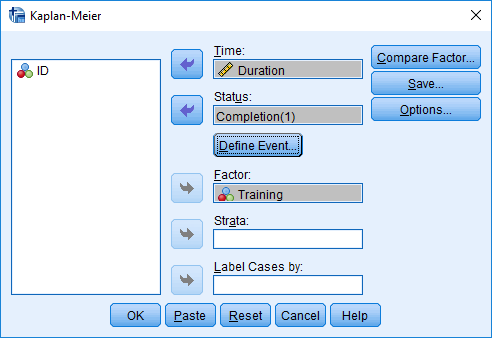 Kaplan-Meier
ID
Time:
Duration
Status:
Completion(1)
Define Event...
Factor:
Training
Strata:
Label Cases by:
Compare Factor...
Save...
Options...
OK
Paste
Reset
Cancel
Help